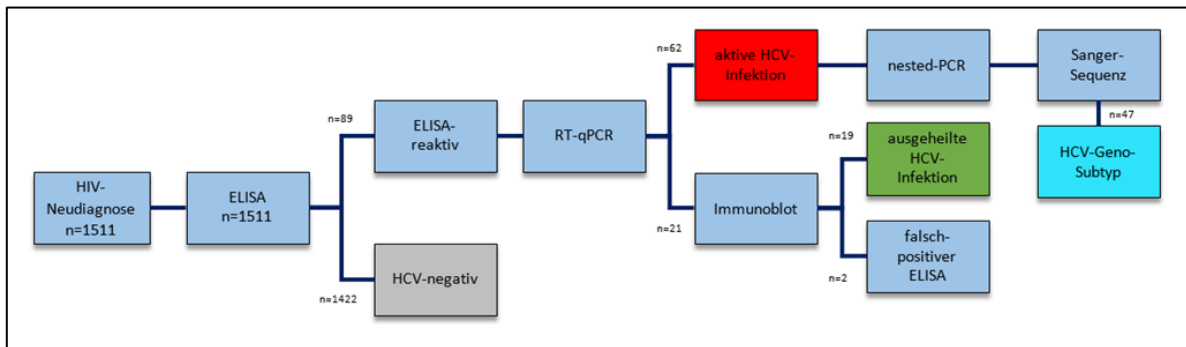 HIV-
Neudiagnose
n=1511
ELISA
n=1511
n=89
ELISA-
reaktiv
n=1422
HCV-negativ
RT-qPCR
n=62
aktive HCV-
Infektion
nested-PCR
Sanger-
Sequenz
n=47
HCV-Geno-
Subtyp
n=21
Immunoblot
n=19
ausgeheilte
HCV-
Infektion
n=2
falsch-
positiver
ELISA